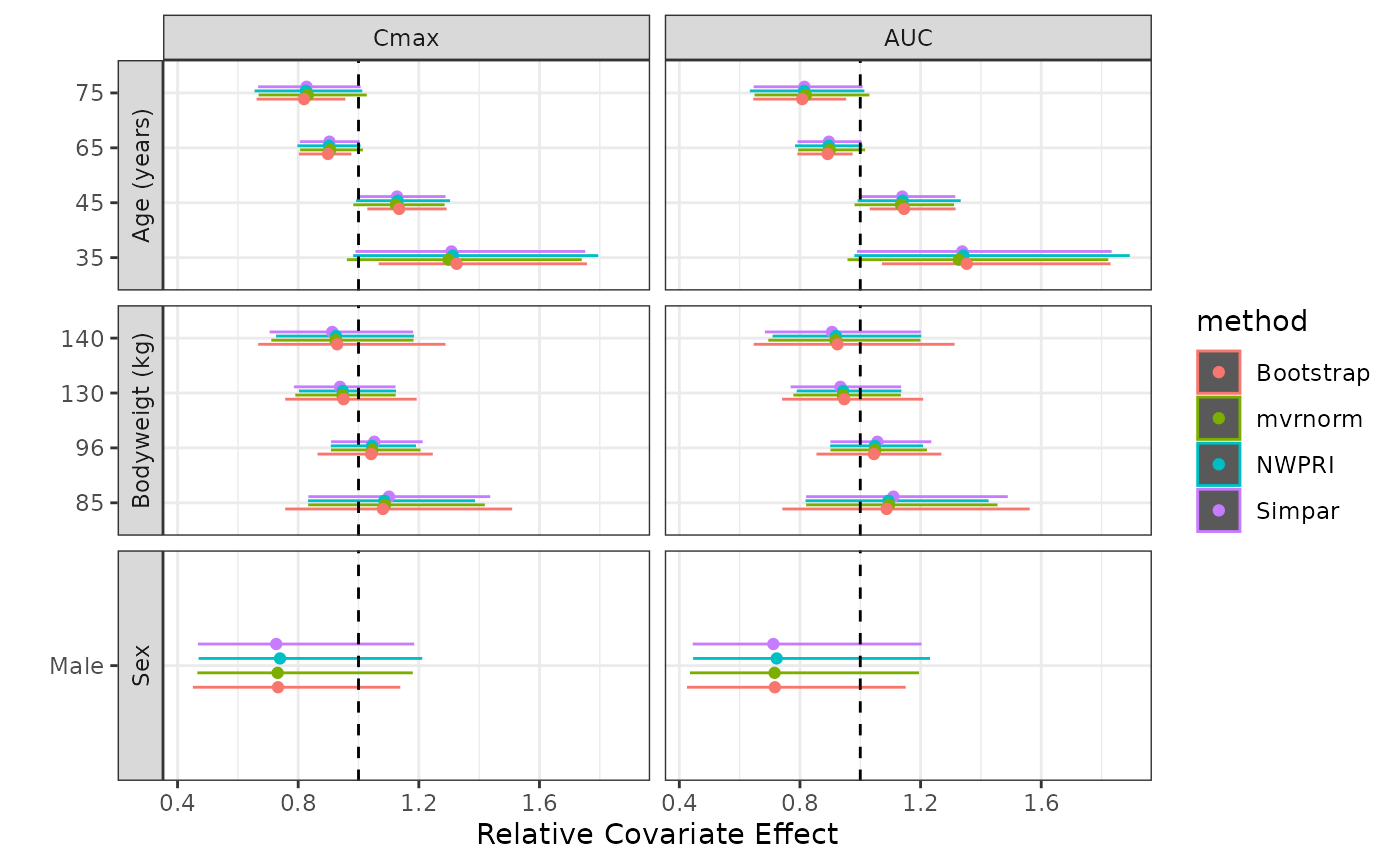 Cmax AUC
Age (years)
75
65
45
35
Bodyweigt (kg)
140
130
96
85
Sex
Male
0.4 0.8 1.2 1.6 0.4 0.8 1.2 1.6
Relative Covariate Effect
method
Bootstrap
mvrnorm
NWPRI
Simpar